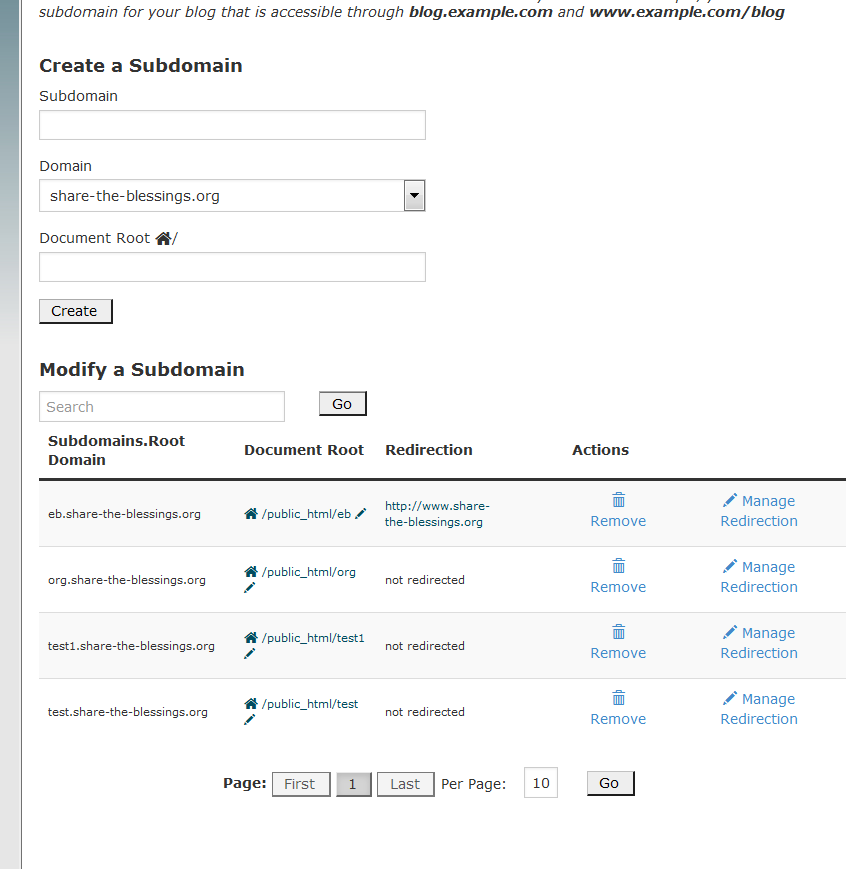 subdomain for your blog that is accessible through blog.example.com and www.example.com/blog
Create a Subdomain
Subdomain
Domain
share-the-blessings.org
Document Root /
Create
Modify a Subdomain
Search
Go
Subdomains.Root
Domain
Document Root
Redirection
Actions
eb.share-the-blessings.org
/public_html/eb
http://www.share-
the-blessings.org
Remove
Manage
Redirection
org.share-the-blessings.org
/public_html/org
not redirected
Remove
Manage
Redirection
test1.share-the-blessings.org
/public_html/test1
not redirected
Remove
Manage
Redirection
test.share-the-blessings.org
/public_html/test
not redirected
Remove
Manage
Redirection
Page: First 1 Last Per Page: 10 Go